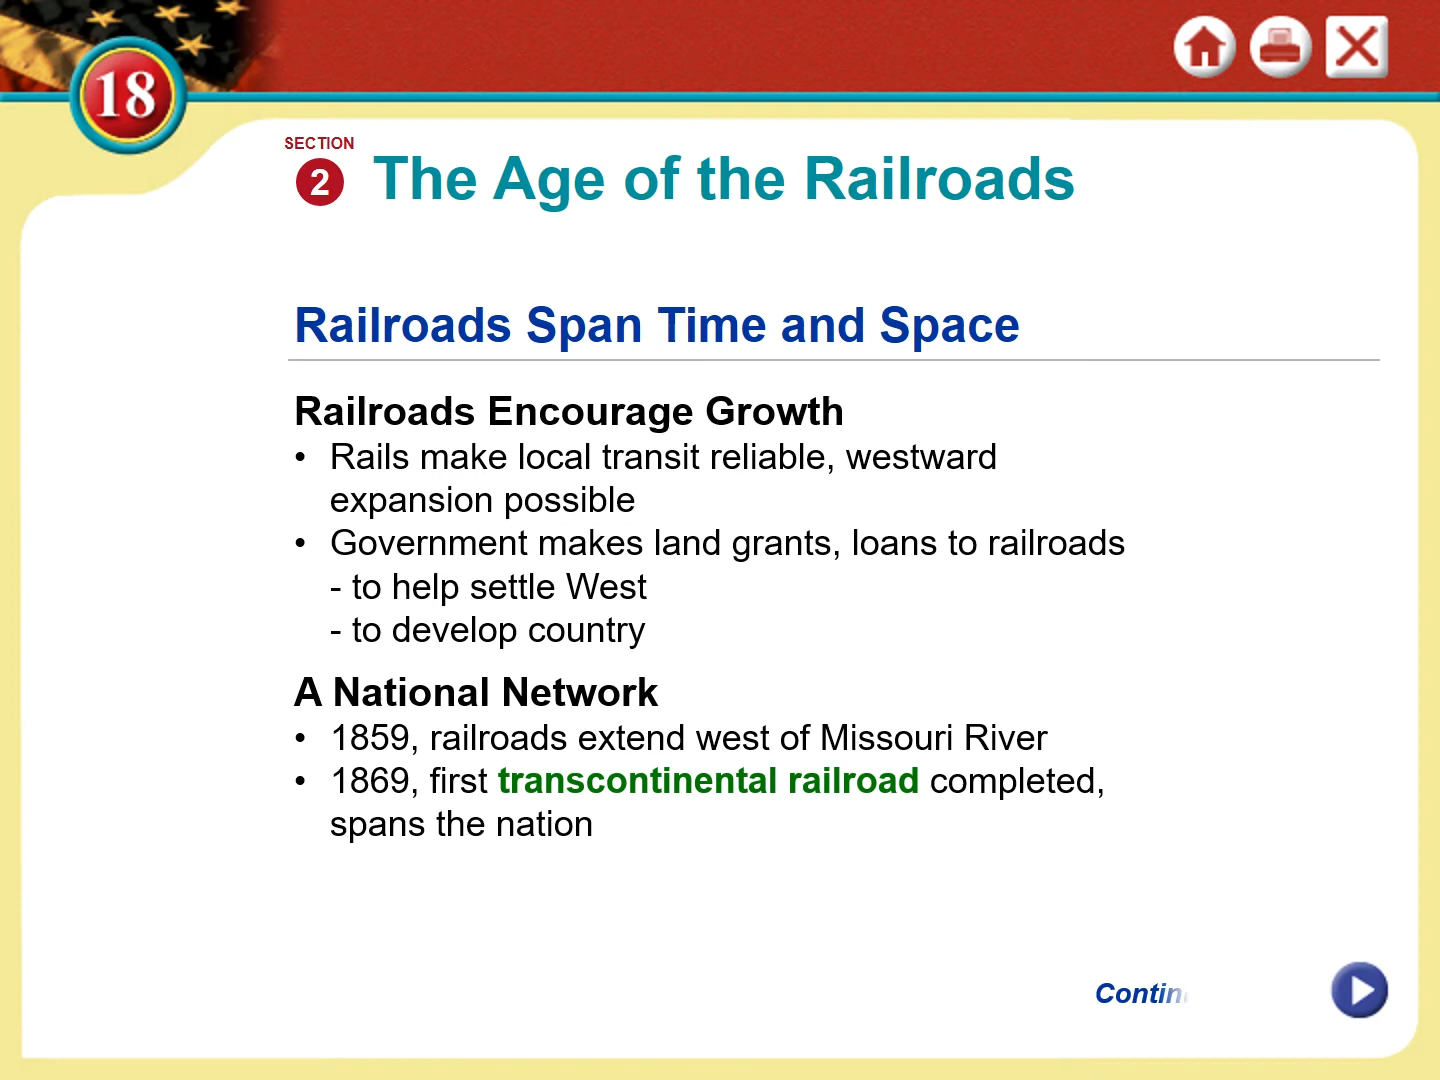 18
SECTION
2
The Age of the Railroads
Railroads Span Time and Space
Railroads Encourage Growth
• Rails make local transit reliable, westward
expansion possible
• Government makes land grants, loans to railroads
- to help settle West
- to develop country
A National Network
• 1859, railroads extend west of Missouri River
• 1869, first transcontinental railroad completed,
spans the nation
Contin